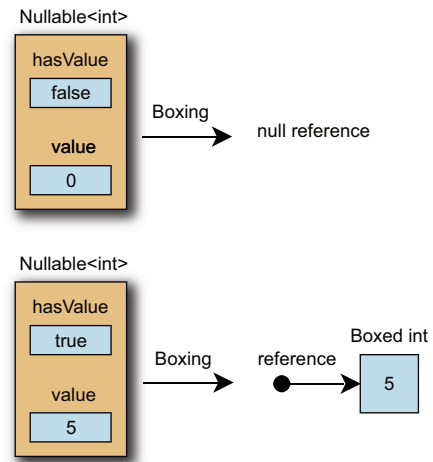 Nullable<int>
hasValue
false
Boxing
null reference
value
0
Nullable<int>
hasValue
true
Boxing
reference
Boxed int
5
value
5